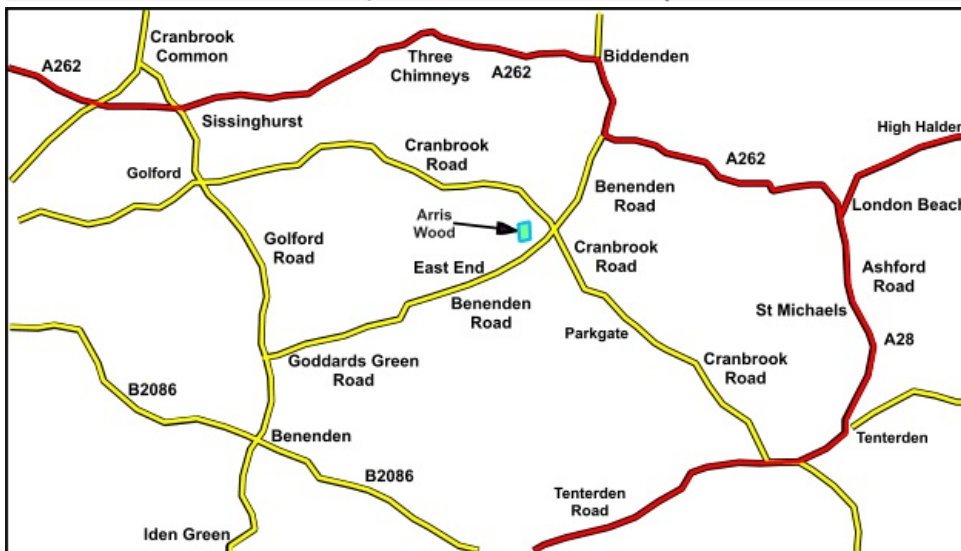 Cranbrook
Common
A262
Three
Chimneys
A262
Biddenden
Sissinghurst
High Halden
Cranbrook
Road
A262
Golford
Benenden
Road
London Beach
Arris
Wood
Golford
Road
Cranbrook
Road
East End
Ashford
Road
Benenden
Road
St Michaels
Parkgate
A28
Goddards Green
Road
Cranbrook
Road
B2086
Benenden
Tenterden
B2086
Tenterden
Road
Iden Green